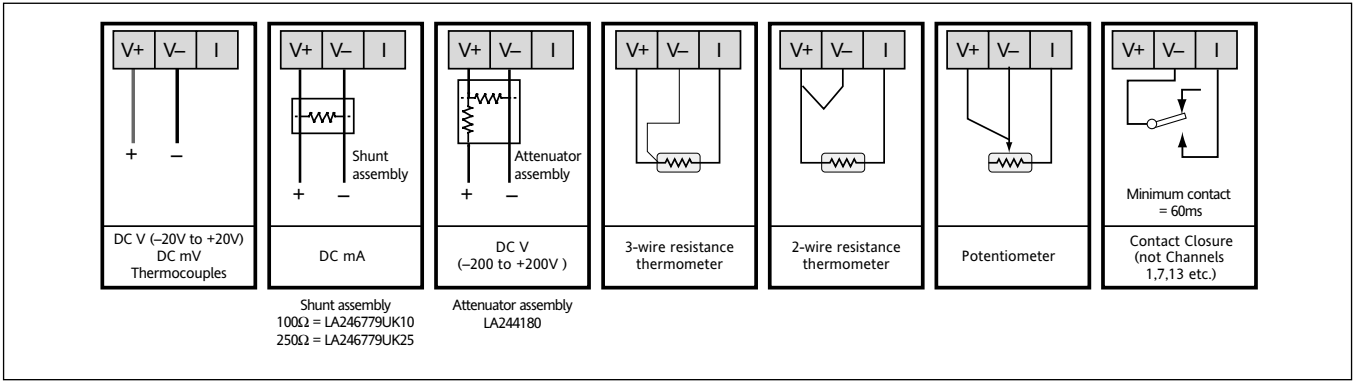 V+ V– I
+ –
DC V (–20V to +20V)
DC mV
Thermocouples
V+ V– I
Shunt
assembly
+ –
DC mA
Shunt assembly
100Ω = LA246779UK10
250Ω = LA246779UK25
V+ V– I
Attenuator
assembly
+ –
DC V
(–200 to +200V )
Attenuator assembly
LA244180
V+ V– I
3-wire resistance
thermometer
V+ V– I
2-wire resistance
thermometer
V+ V– I
Potentiometer
V+ V– I
Minimum contact
= 60ms
Contact Closure
(not Channels
1,7,13 etc.)